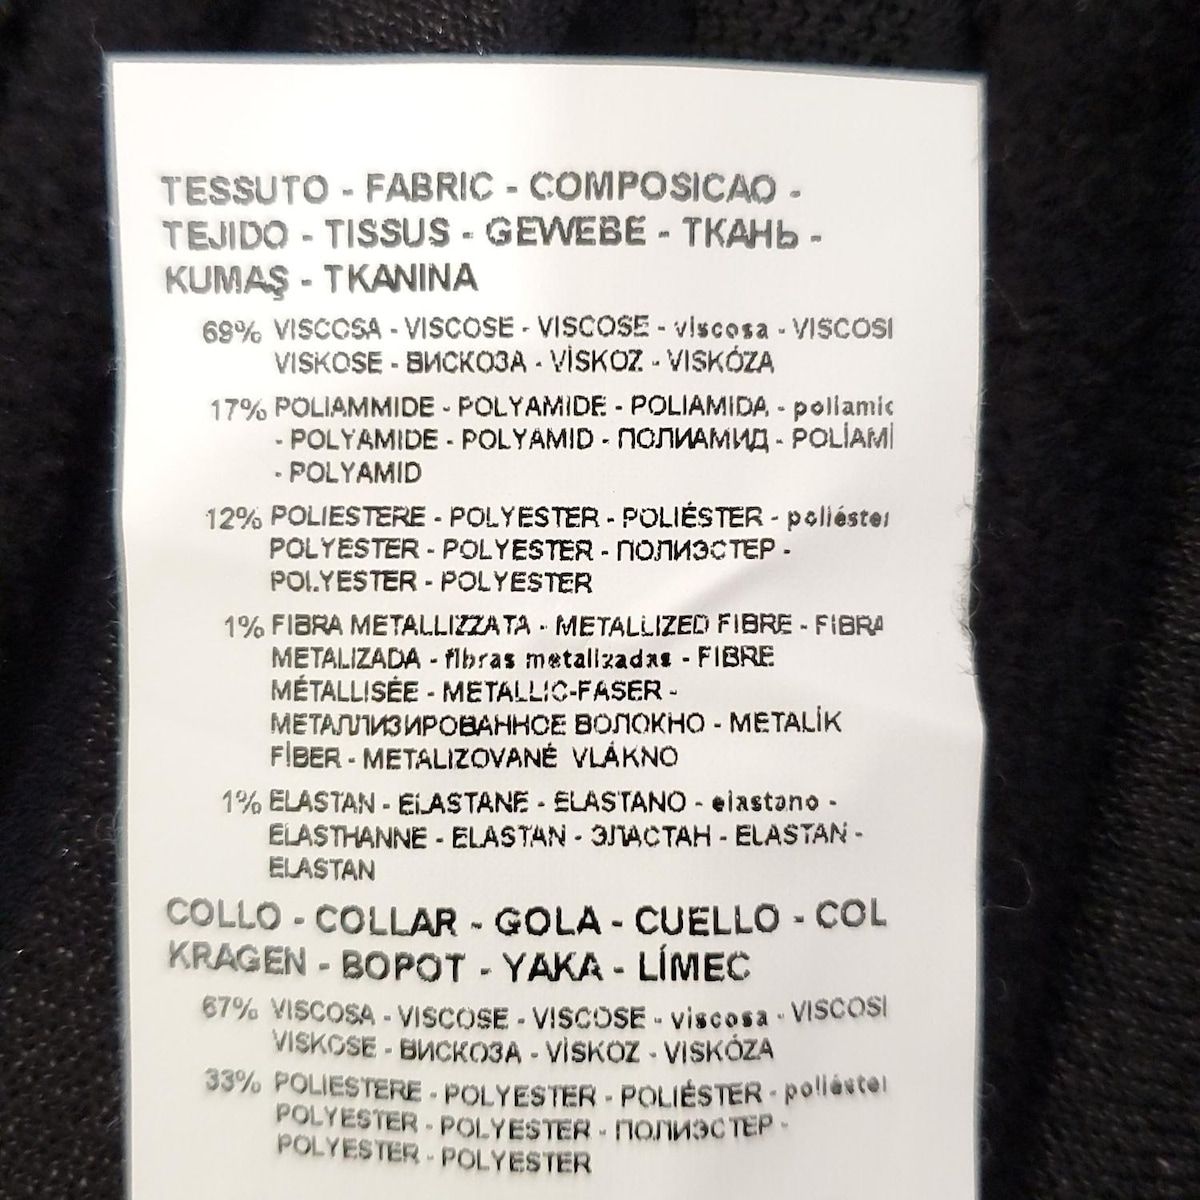 TESSUTO - FABRIC - COMPOSICAO -
TEJIDO - TISSUS - GEWEBE - ТКАНЬ -
KUMAŞ - TKANINA
69% VISCOSA - VISCOSE - VISCOSE - viscosa - VISCOSI
VISKOSE - ВИСКОЗА - VİSKOZ - VISKÓZA
17% POLIAMMIDE - POLYAMIDE - POLIAMIDA - poliamic
- POLYAMIDE - POLYAMID - ПОЛИАМИД - POLİAMİ
- POLYAMID
12% POLIESTERE - POLYESTER - POLIÉSTER - poliéster
POLYESTER - POLYESTER - ПОЛИЭСТЕР -
POLYESTER - POLYESTER
1% FIBRA METALLIZZATA - METALLIZED FIBRE - FIBRA
METALIZADA - fibras metalizadas - FIBRE
MÉTALLISÉE - METALLIC-FASER -
МЕТАЛЛИЗИРОВАННОЕ ВОЛОКНО - METALİK
FİBER - METALIZOVANÉ VLÁKNO
1% ELASTAN - ELASTANE - ELASTANO - elastano -
ELASTHANNE - ELASTAN - ЭЛАСТАН - ELASTAN -
ELASTAN
COLLO - COLLAR - GOLA - CUELLO - COL
KRAGEN - ВОРОТ - YAKA - LÍMEC
67% VISCOSA - VISCOSE - VISCOSE - viscosa - VISCOSI
VISKOSE - ВИСКОЗА - VİSKOZ - VISKÓZA
33% POLIESTERE - POLYESTER - POLIÉSTER - poliéster
POLYESTER - POLYESTER - ПОЛИЭСТЕР -
POLYESTER - POLYESTER